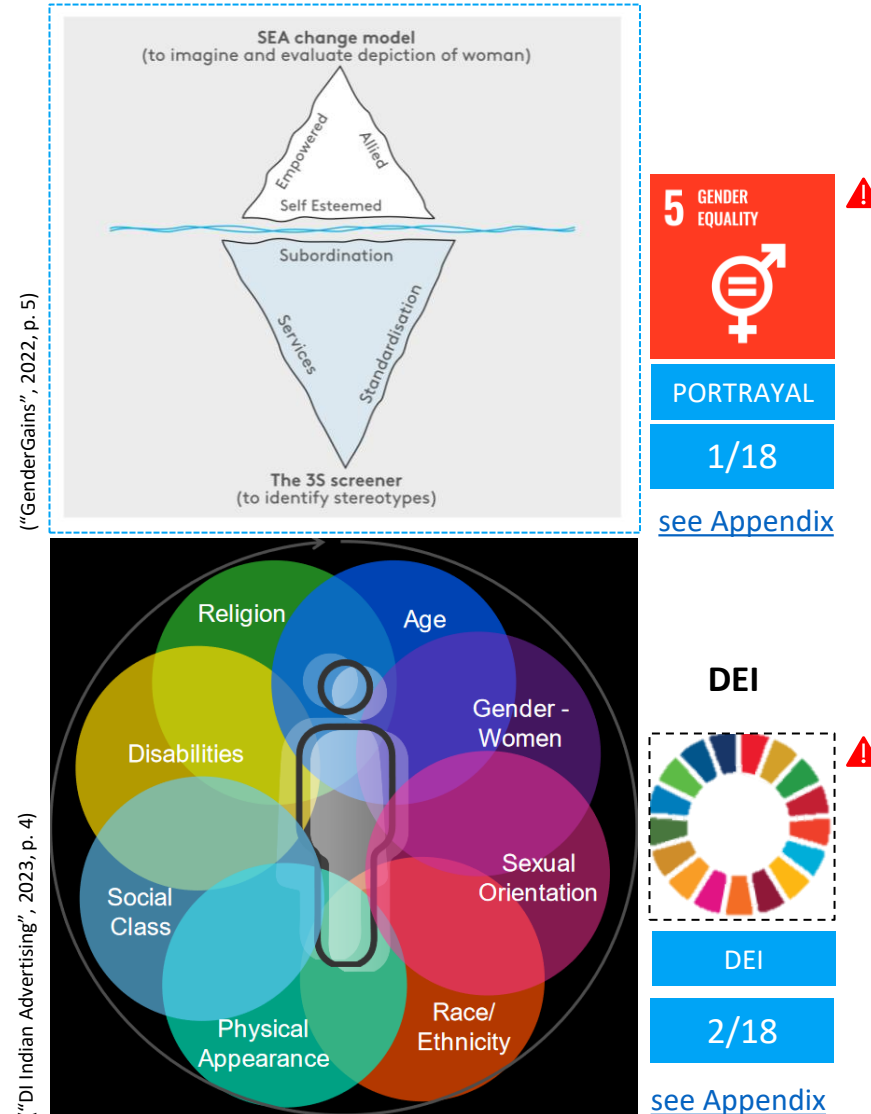 SEA change model
(to imagine and evaluate depiction of woman)
Empowered
Allied
Self Esteemed
Subordination
Services
Standardisation
The 3S screener
(to identify stereotypes)
("GenderGains", 2022, p. 5)
5 GENDER
EQUALITY
PORTRAYAL
1/18
see Appendix
Religion
Age
Gender -
Women
Disabilities
Sexual
Orientation
Social
Class
Race/
Ethnicity
Physical
Appearance
("DI Indian Advertising", 2023, p. 4)
DEI
DEI
2/18
see Appendix